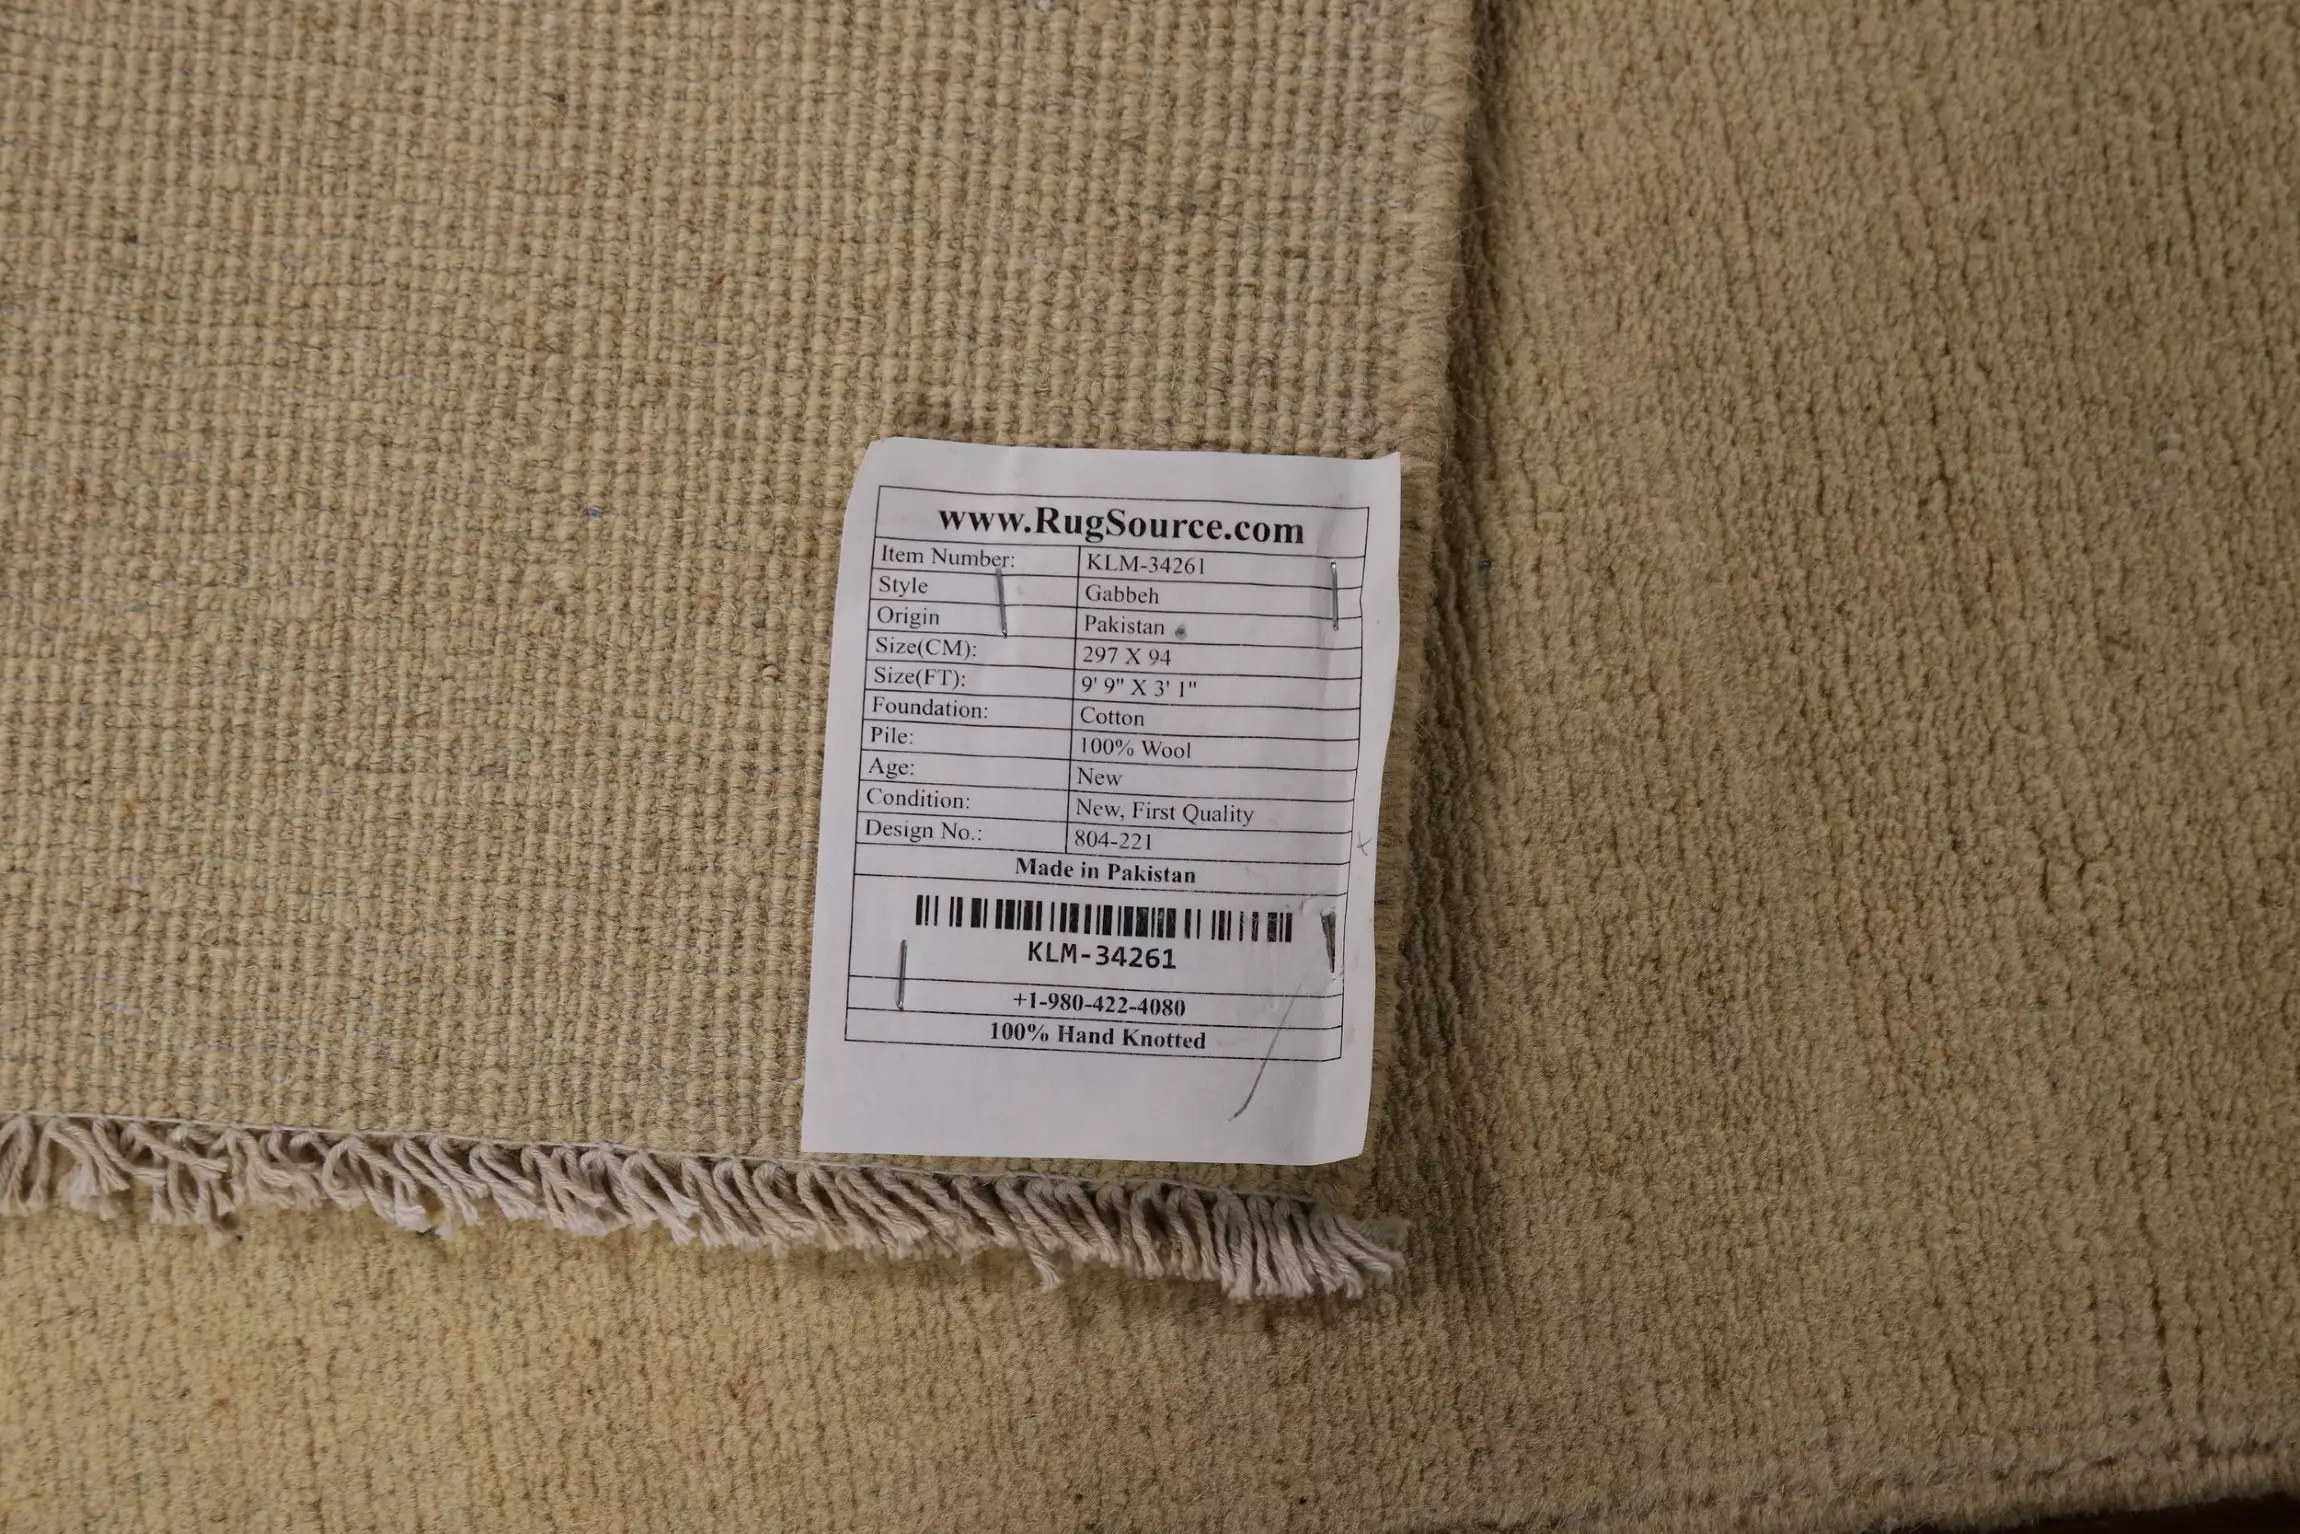 www.RugSource.com
Item Number: KLM-34261
Style Gabbeh
Origin Pakistan
Size(CM): 297 X 94
Size(FT): 9' 9" X 3' 1"
Foundation: Cotton
Pile: 100% Wool
Age: New
Condition: New, First Quality
Design No.: 804-221
Made in Pakistan
KLM-34261
+1-980-422-4080
100% Hand Knotted